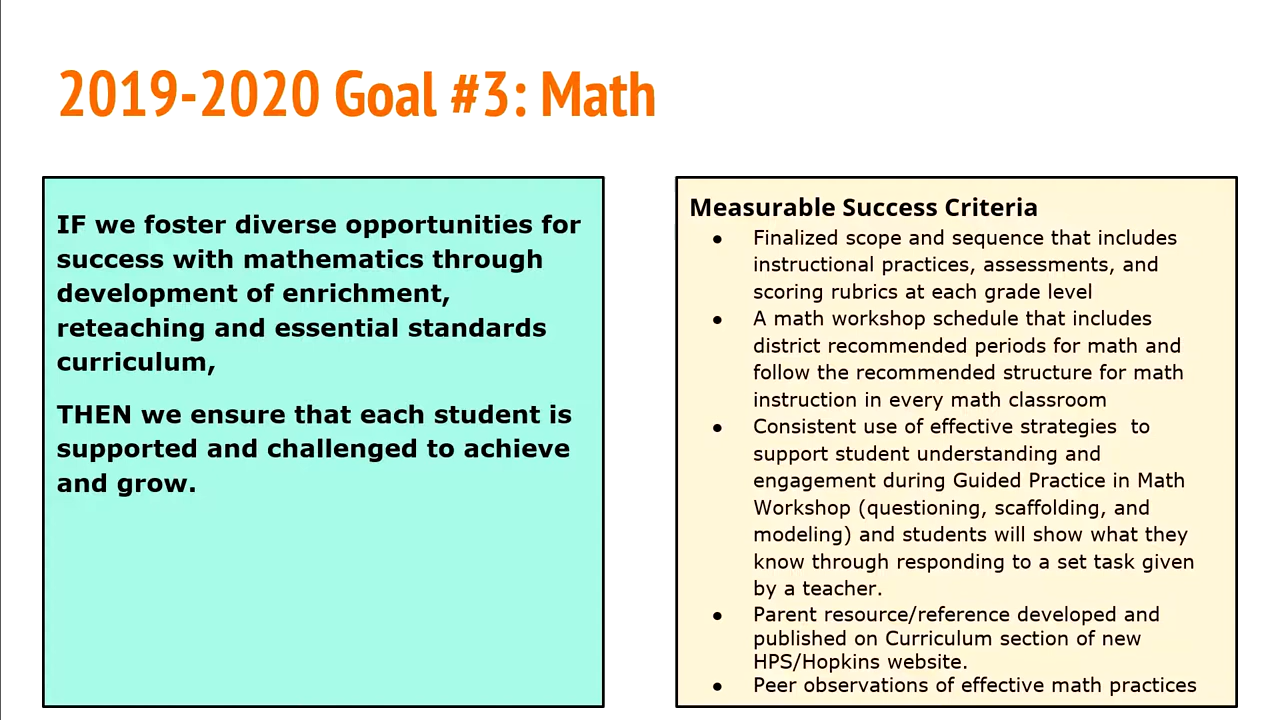 2019-2020 Goal #3: Math
IF we foster diverse opportunities for
success with mathematics through
development of enrichment,
reteaching and essential standards
curriculum,
THEN we ensure that each student is
supported and challenged to achieve
and grow.
Measurable Success Criteria
● Finalized scope and sequence that includes
instructional practices, assessments, and
scoring rubrics at each grade level
● A math workshop schedule that includes
district recommended periods for math and
follow the recommended structure for math
instruction in every math classroom
● Consistent use of effective strategies  to
support student understanding and
engagement during Guided Practice in Math
Workshop (questioning, scaffolding, and
modeling) and students will show what they
know through responding to a set task given
by a teacher.
● Parent resource/reference developed and
published on Curriculum section of new
HPS/Hopkins website.
● Peer observations of effective math practices